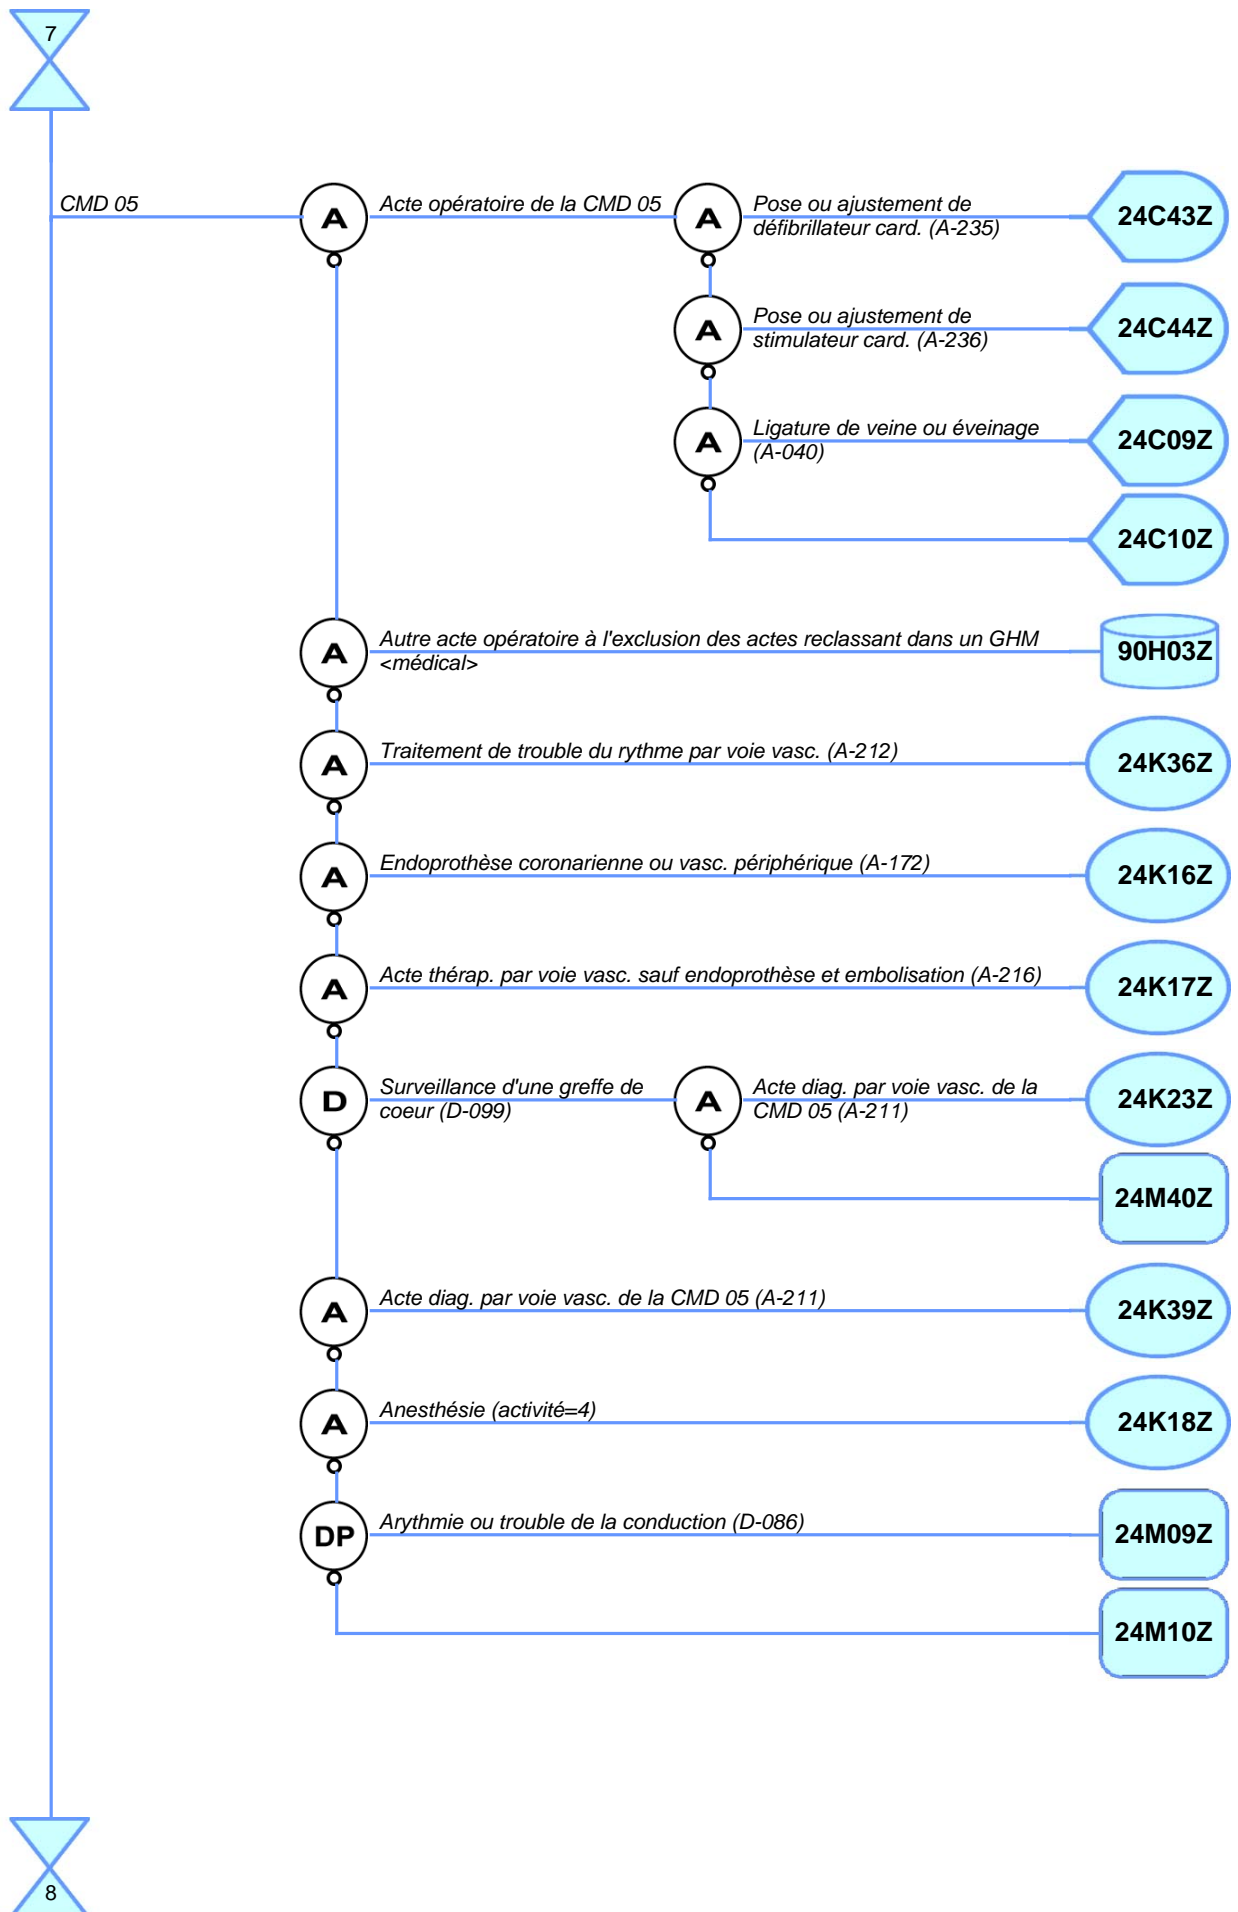 7
CMD 05
A
Acte opératoire de la CMD 05
A
Pose ou ajustement de
défibrillateur card. (A-235)
24C43Z
A
Pose ou ajustement de
stimulateur card. (A-236)
24C44Z
A
Ligature de veine ou éveinage
(A-040)
24C09Z
24C10Z
A
Autre acte opératoire à l'exclusion des actes reclassant dans un GHM
<médical>
90H03Z
A
Traitement de trouble du rythme par voie vasc. (A-212)
24K36Z
A
Endoprothèse coronarienne ou vasc. périphérique (A-172)
24K16Z
A
Acte thérap. par voie vasc. sauf endoprothèse et embolisation (A-216)
24K17Z
D
Surveillance d'une greffe de
coeur (D-099)
A
Acte diag. par voie vasc. de la
CMD 05 (A-211)
24K23Z
24M40Z
A
Acte diag. par voie vasc. de la CMD 05 (A-211)
24K39Z
A
Anesthésie (activité=4)
24K18Z
DP
Arythmie ou trouble de la conduction (D-086)
24M09Z
24M10Z
8